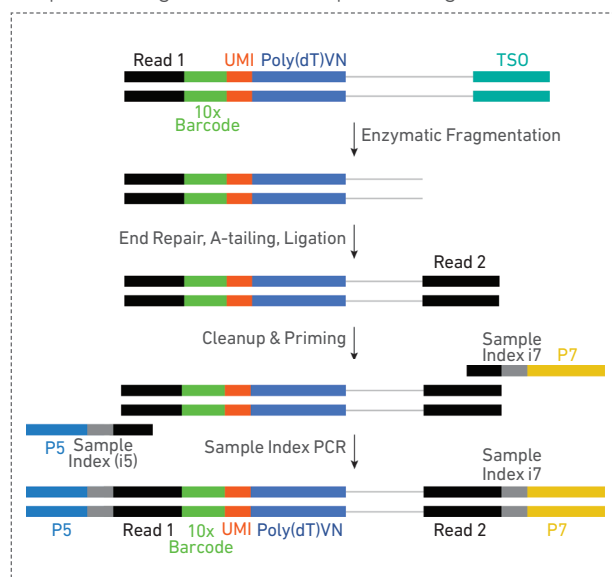 Read 1 UMI Poly(dT)VN TSO
10x
Barcode
Enzymatic Fragmentation
End Repair, A-tailing, Ligation
Read 2
Cleanup & Priming
Sample
Index i7 P7
P5 Sample
Index (i5)
Sample Index PCR
Sample
Index i7
P5 Read 1 10x UMI Poly(dT)VN Read 2 P7
Barcode